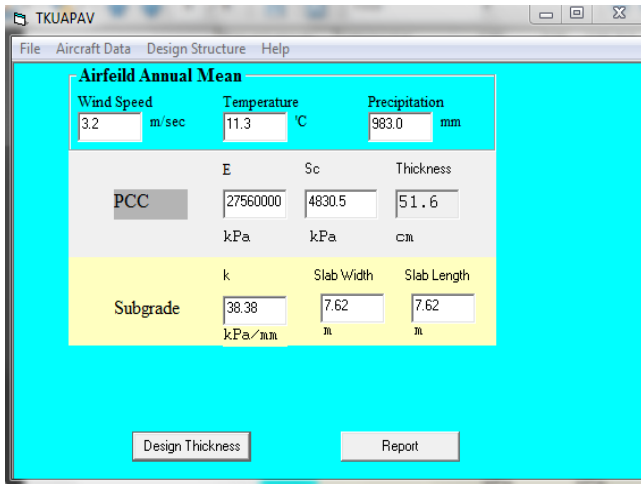 TKUAPAV
File Aircraft Data Design Structure Help
Airfeild Annual Mean
Wind Speed Temperature Precipitation
3.2 m/sec 11.3 ℃ 983.0 mm
E Sc Thickness
PCC 27560000 4830.5 51.6
kPa kPa cm
k Slab Width Slab Length
Subgrade 38.38 7.62 7.62
kPa/mm m m
Design Thickness Report